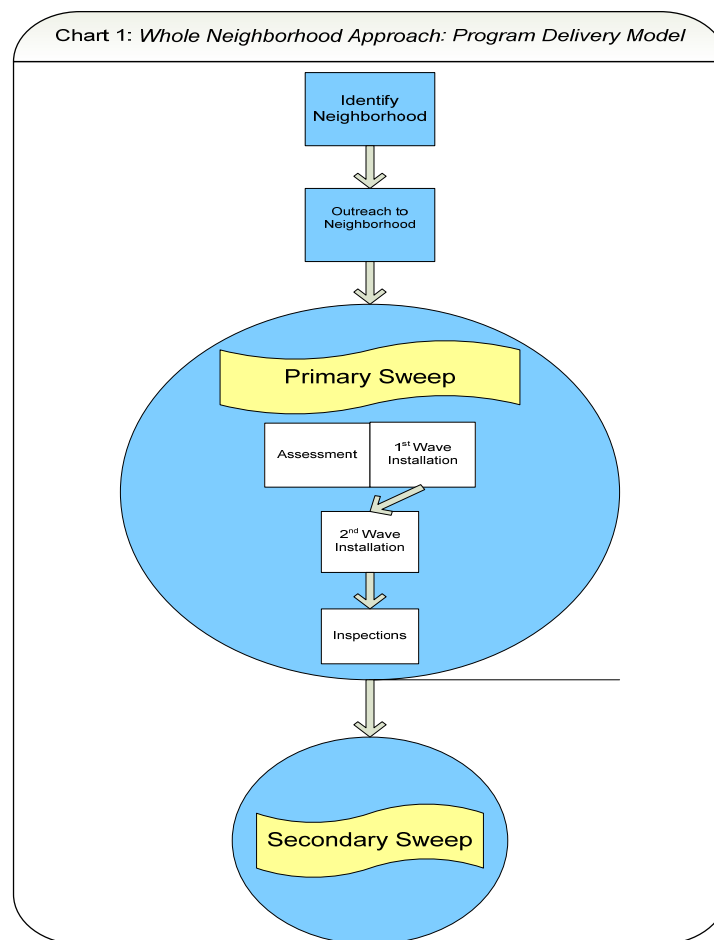 Chart 1: Whole Neighborhood Approach: Program Delivery Model
Identify
Neighborhood
Outreach to
Neighborhood
Primary Sweep
Assessment
1st Wave
Installation
2nd Wave
Installation
Inspections
Secondary Sweep